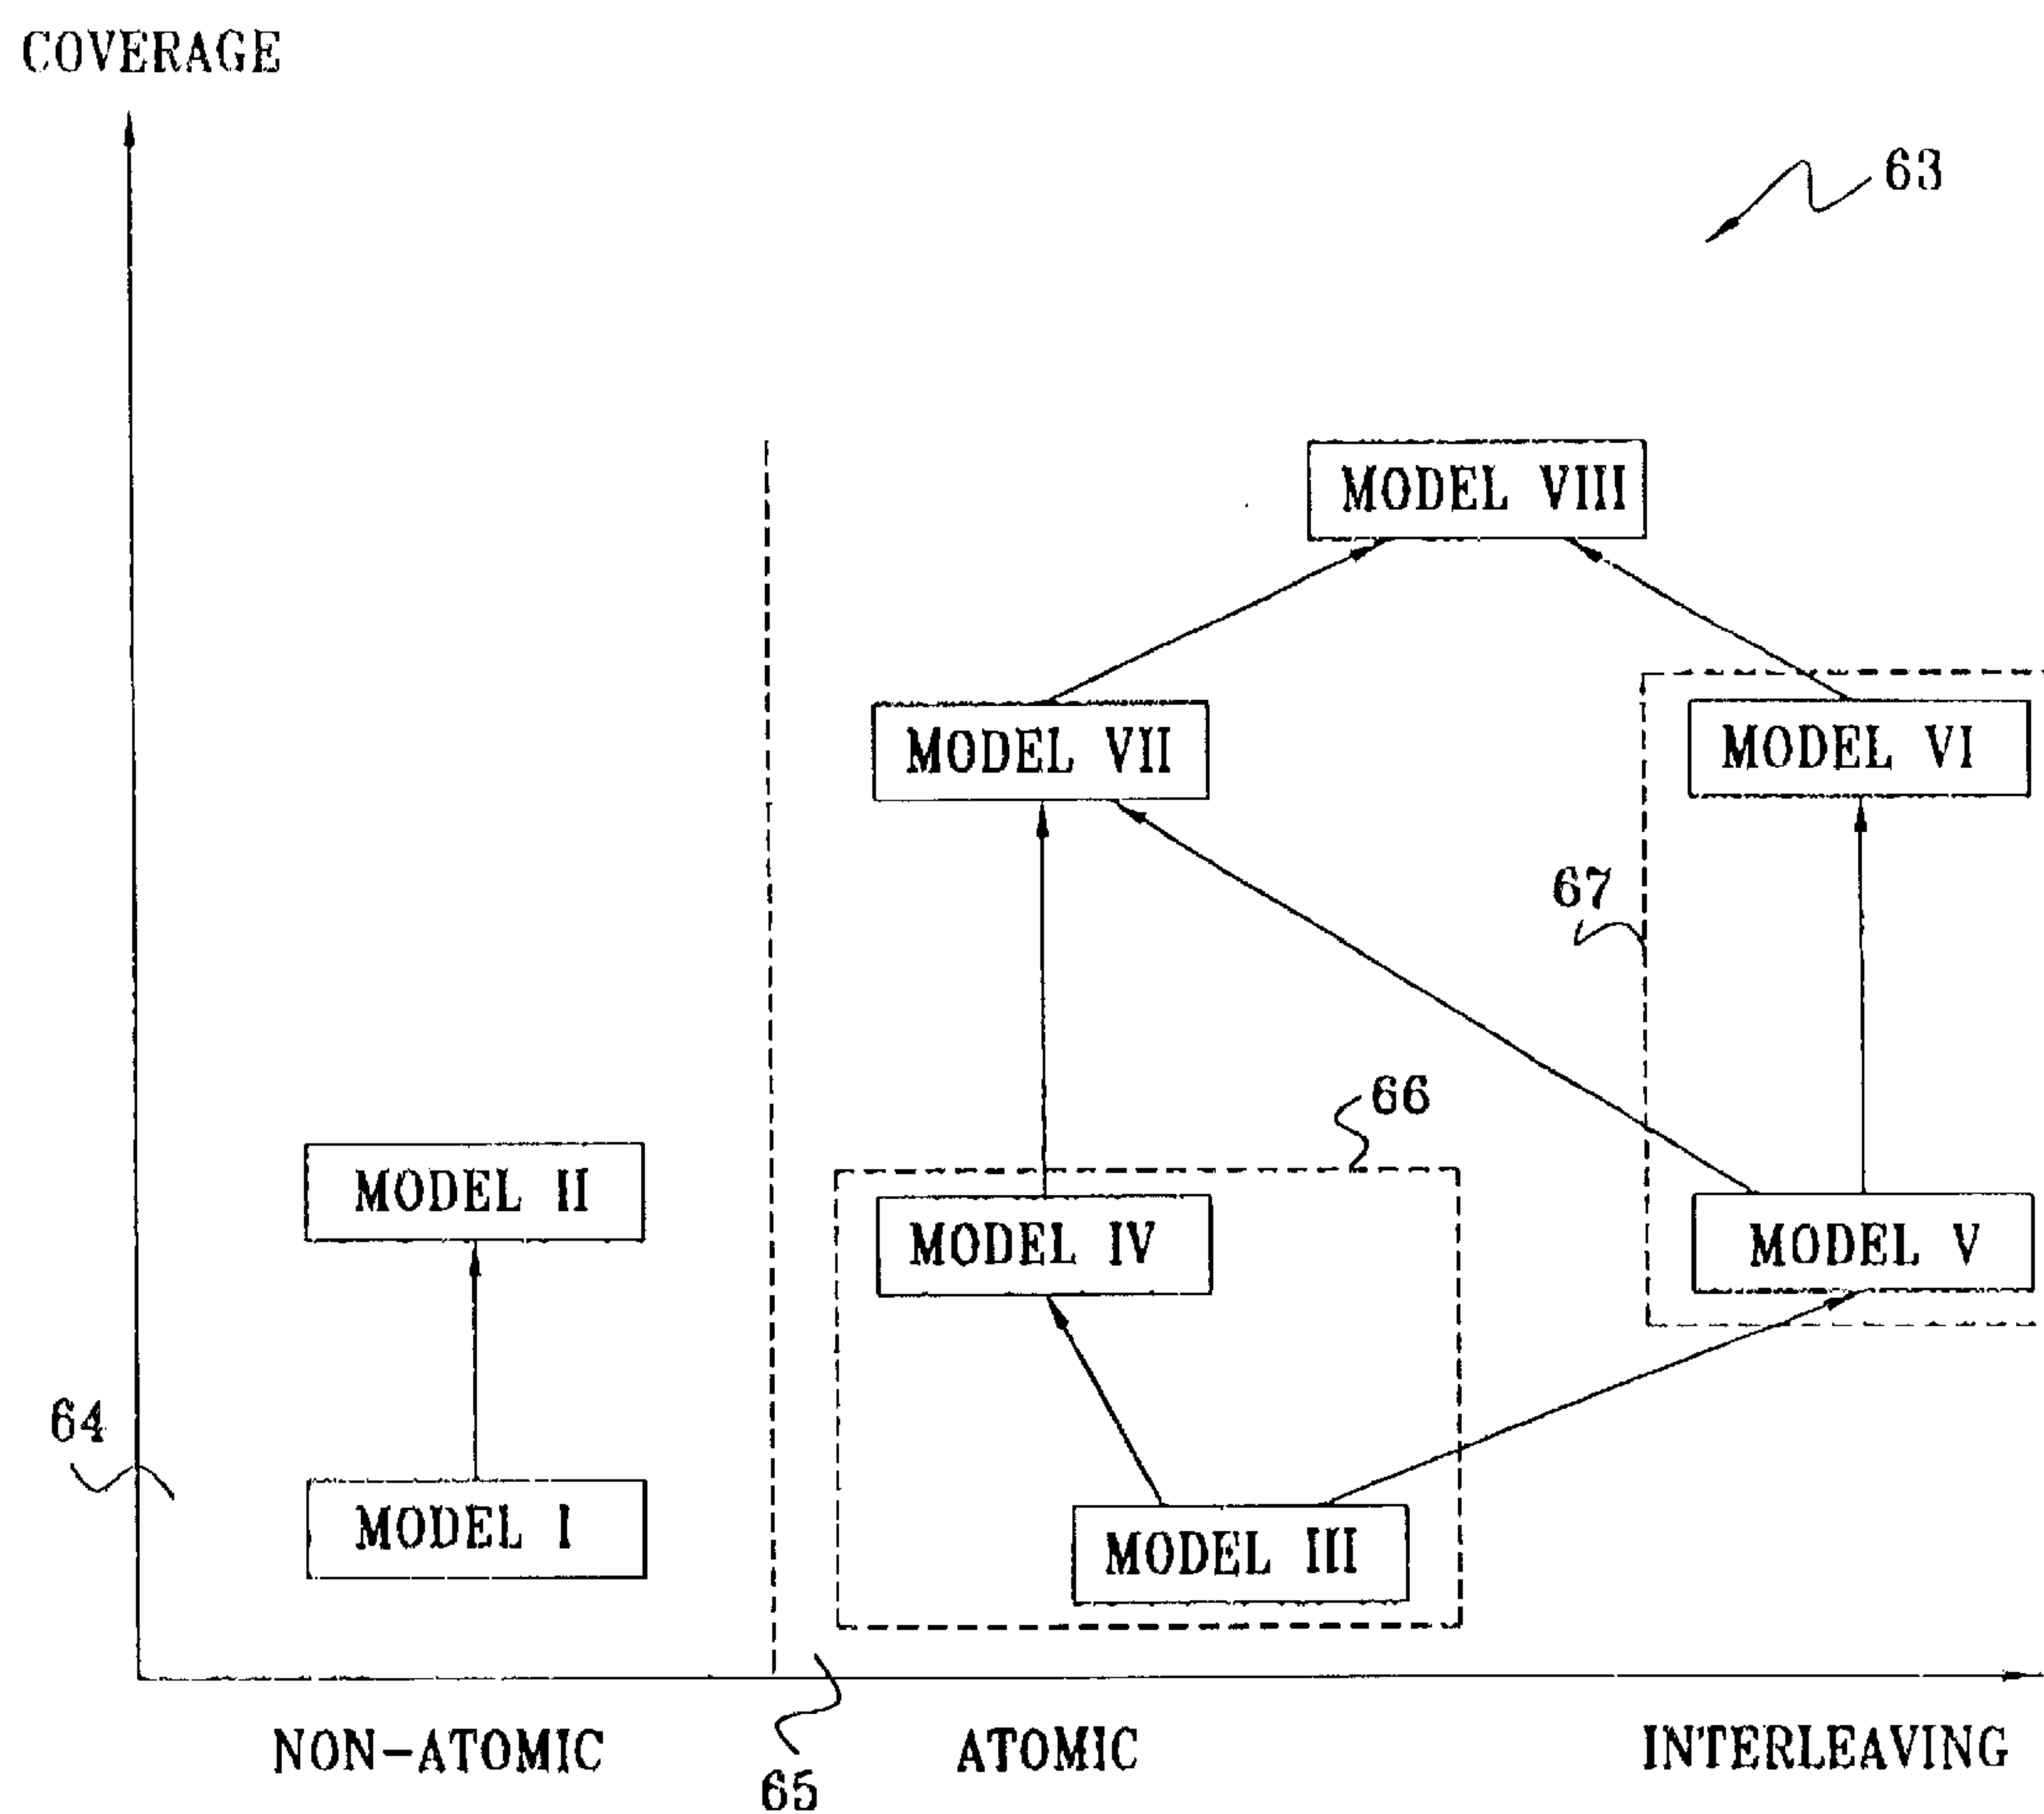 COVERAGE
63
MODEL VIII
MODEL VII
MODEL VI
67
66
MODEL II
MODEL IV
MODEL V
64
MODEL I
MODEL III
NON-ATOMIC
ATOMIC
INTERLEAVING
65